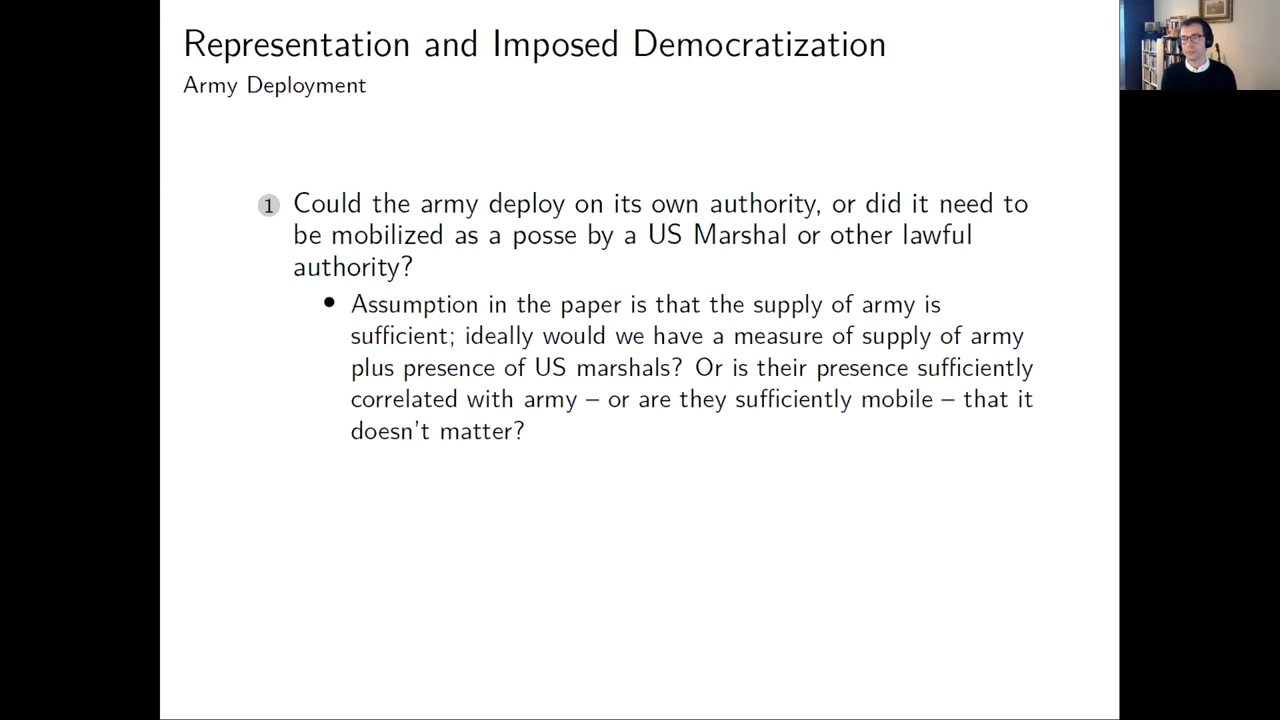 Representation and Imposed Democratization
Army Deployment
1 Could the army deploy on its own authority, or did it need to
be mobilized as a posse by a US Marshal or other lawful
authority?
• Assumption in the paper is that the supply of army is
sufficient; ideally would we have a measure of supply of army
plus presence of US marshals? Or is their presence sufficiently
correlated with army – or are they sufficiently mobile – that it
doesn't matter?